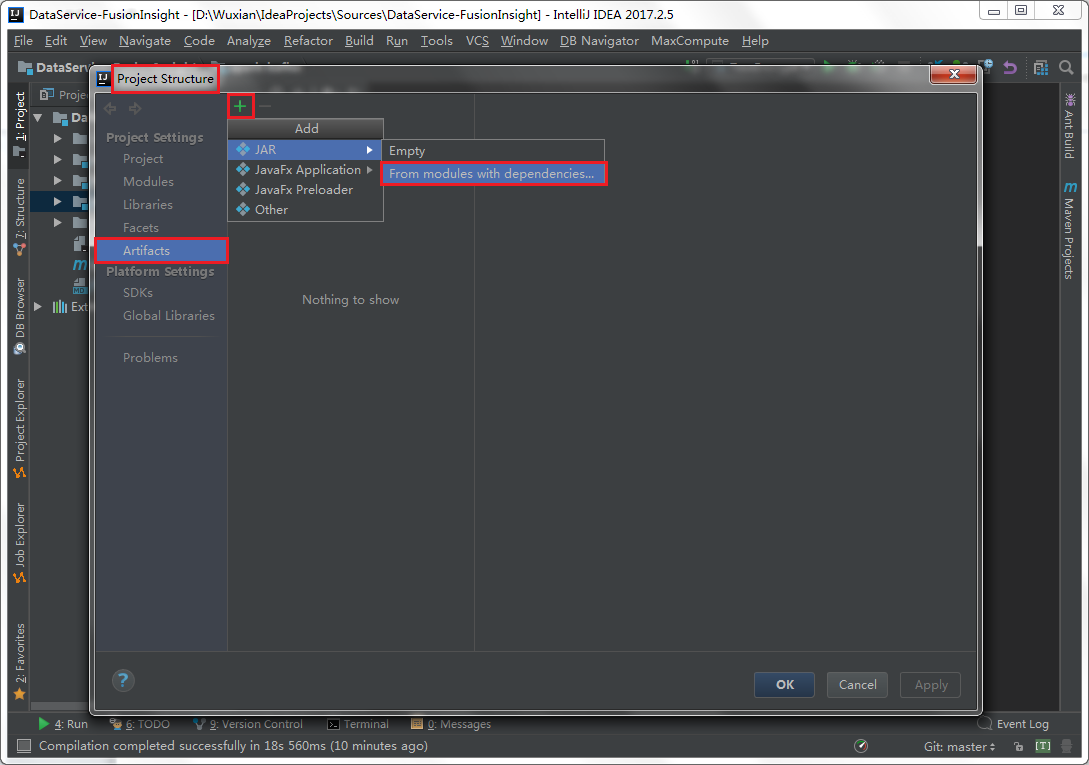 DataService-FusionInsight - [D:\Wuxian\IdeaProjects\Sources\DataService-FusionInsight] - IntelliJ IDEA 2017.2.5
File Edit View Navigate Code Analyze Refactor Build Run Tools VCS Window DB Navigator MaxCompute Help
DataServ
Project Structure
1: Project
7: Structure
DB Browser
Project Explorer
Job Explorer
2: Favorites
Proje
Da
Ext
Project Settings
Project
Modules
Libraries
Facets
Artifacts
Platform Settings
SDKs
Global Libraries
Problems
Add
JAR
JavaFx Application
JavaFx Preloader
Other
Empty
From modules with dependencies...
Nothing to show
Ant Build
Maven Projects
?
OK Cancel Apply
4: Run 6: TODO 9: Version Control Terminal 0: Messages Event Log
Compilation completed successfully in 18s 560ms (10 minutes ago) Git: master [T]